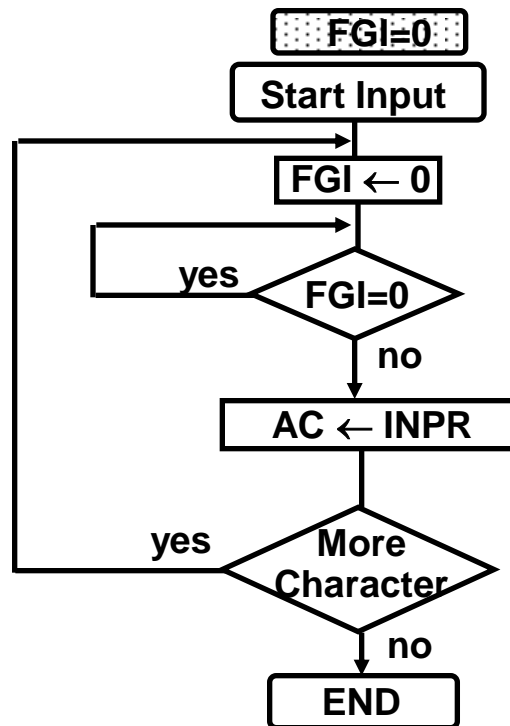 FGI=0
Start Input
FGI ← 0
yes
FGI=0
no
AC ← INPR
yes
More
Character
no
END